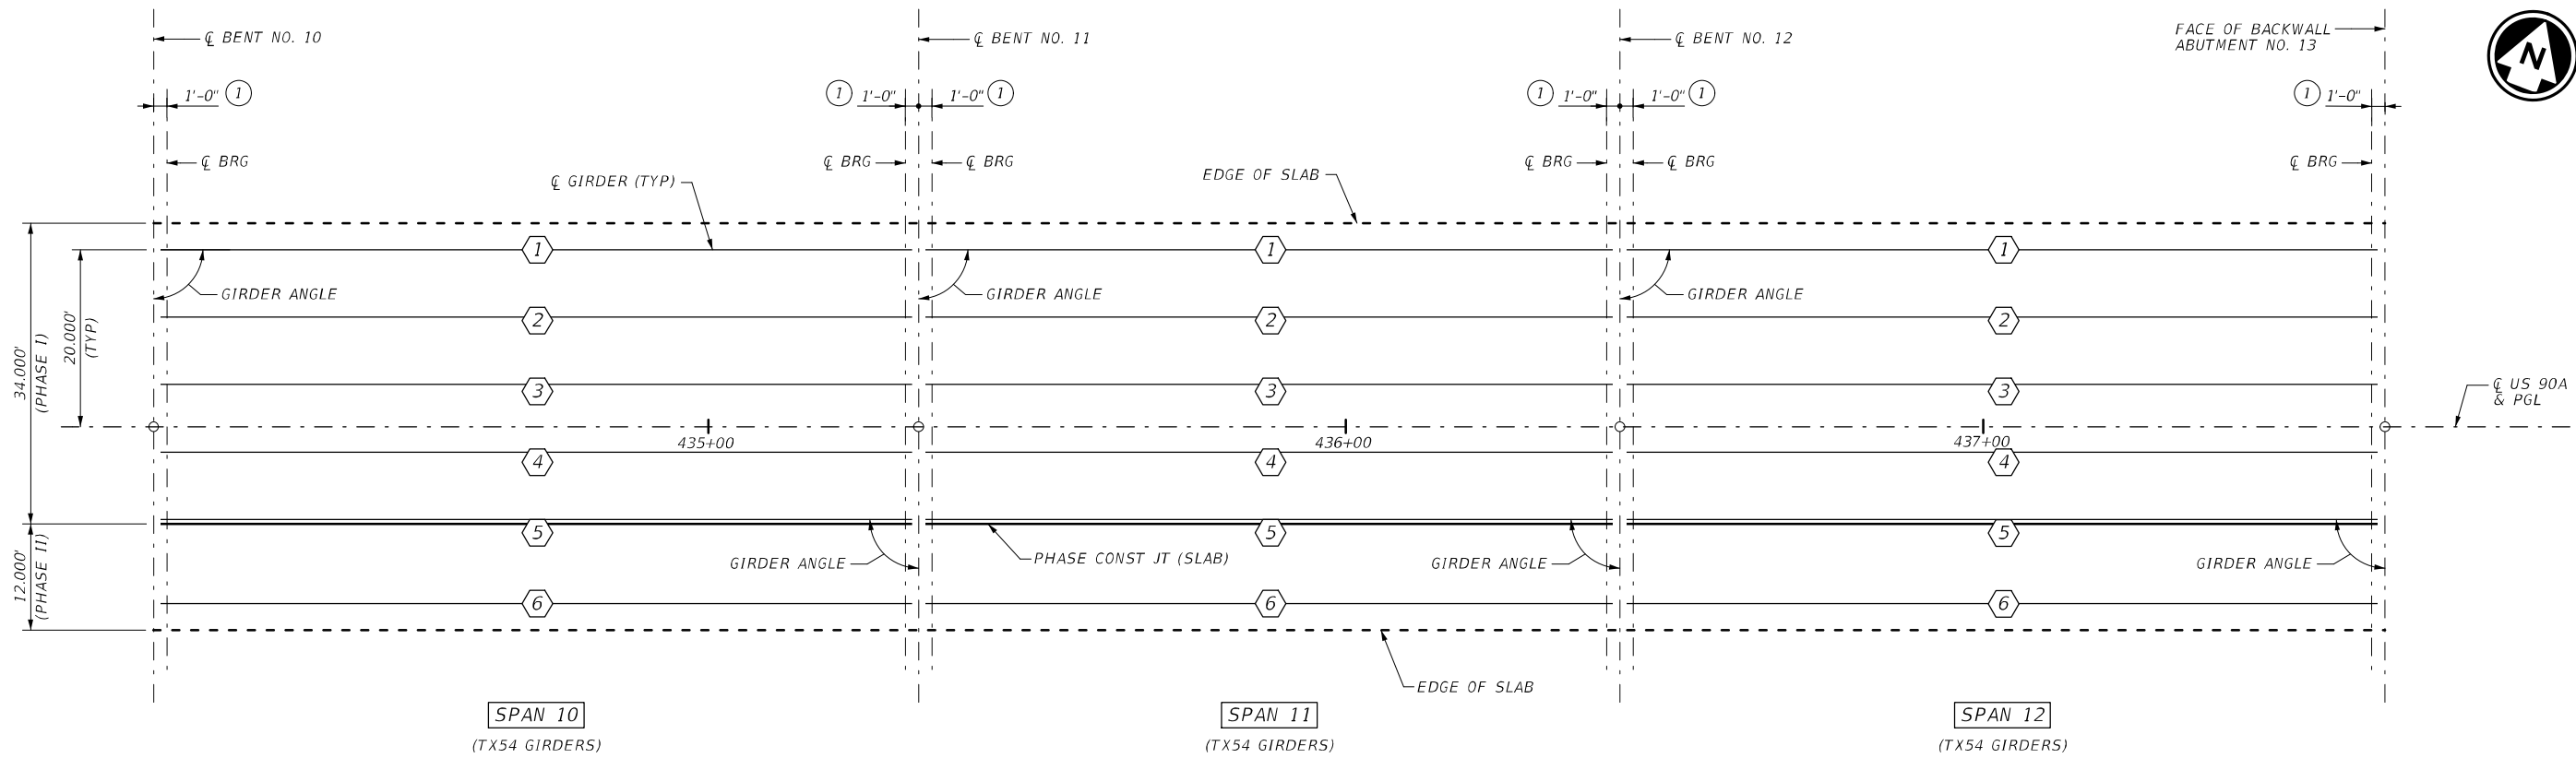 ℄ BENT NO. 10
℄ BENT NO. 11
℄ BENT NO. 12
FACE OF BACKWALL
ABUTMENT NO. 13
N
1'-0" 1
1 1'-0"
1'-0" 1
1 1'-0"
1'-0" 1
1 1'-0"
℄ BRG
℄ BRG
℄ BRG
℄ BRG
℄ BRG
℄ BRG
℄ GIRDER (TYP)
EDGE OF SLAB
1
1
1
GIRDER ANGLE
GIRDER ANGLE
GIRDER ANGLE
34.000'
(PHASE I)
20.000'
(TYP)
2
2
2
3
3
3
℄ US 90A
& PGL
435+00
436+00
437+00
4
4
4
5
5
5
GIRDER ANGLE
PHASE CONST JT (SLAB)
GIRDER ANGLE
GIRDER ANGLE
12.000'
(PHASE II)
6
6
6
EDGE OF SLAB
SPAN 10
(TX54 GIRDERS)
SPAN 11
(TX54 GIRDERS)
SPAN 12
(TX54 GIRDERS)